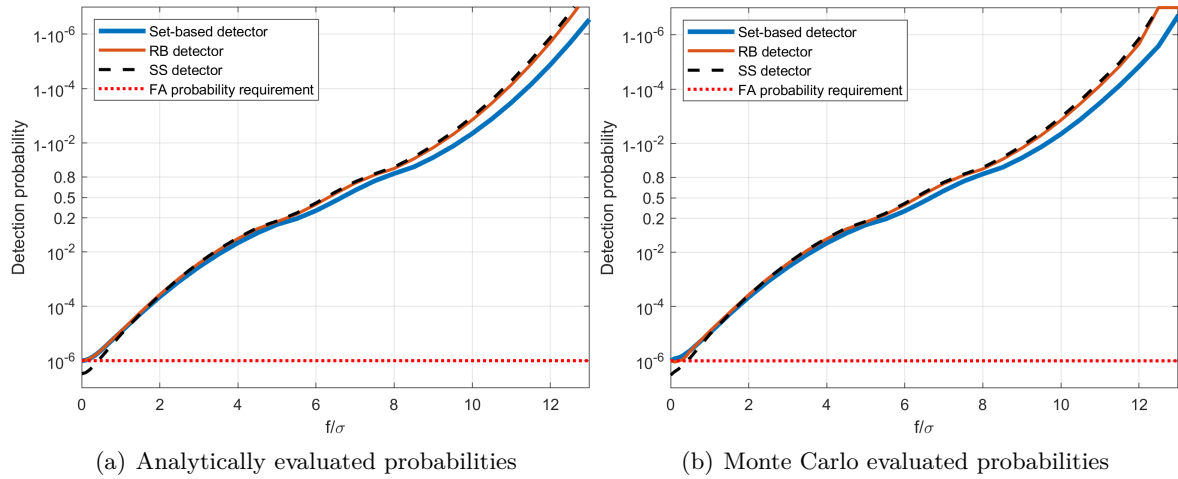 Detection probability
1-10^-6
1-10^-4
1-10^-2
0.8
0.5
0.2
10^-2
10^-4
10^-6
Set-based detector
RB detector
SS detector
FA probability requirement
0 2 4 6 8 10 12
f/σ
(a) Analytically evaluated probabilities
Detection probability
1-10^-6
1-10^-4
1-10^-2
0.8
0.5
0.2
10^-2
10^-4
10^-6
Set-based detector
RB detector
SS detector
FA probability requirement
0 2 4 6 8 10 12
f/σ
(b) Monte Carlo evaluated probabilities